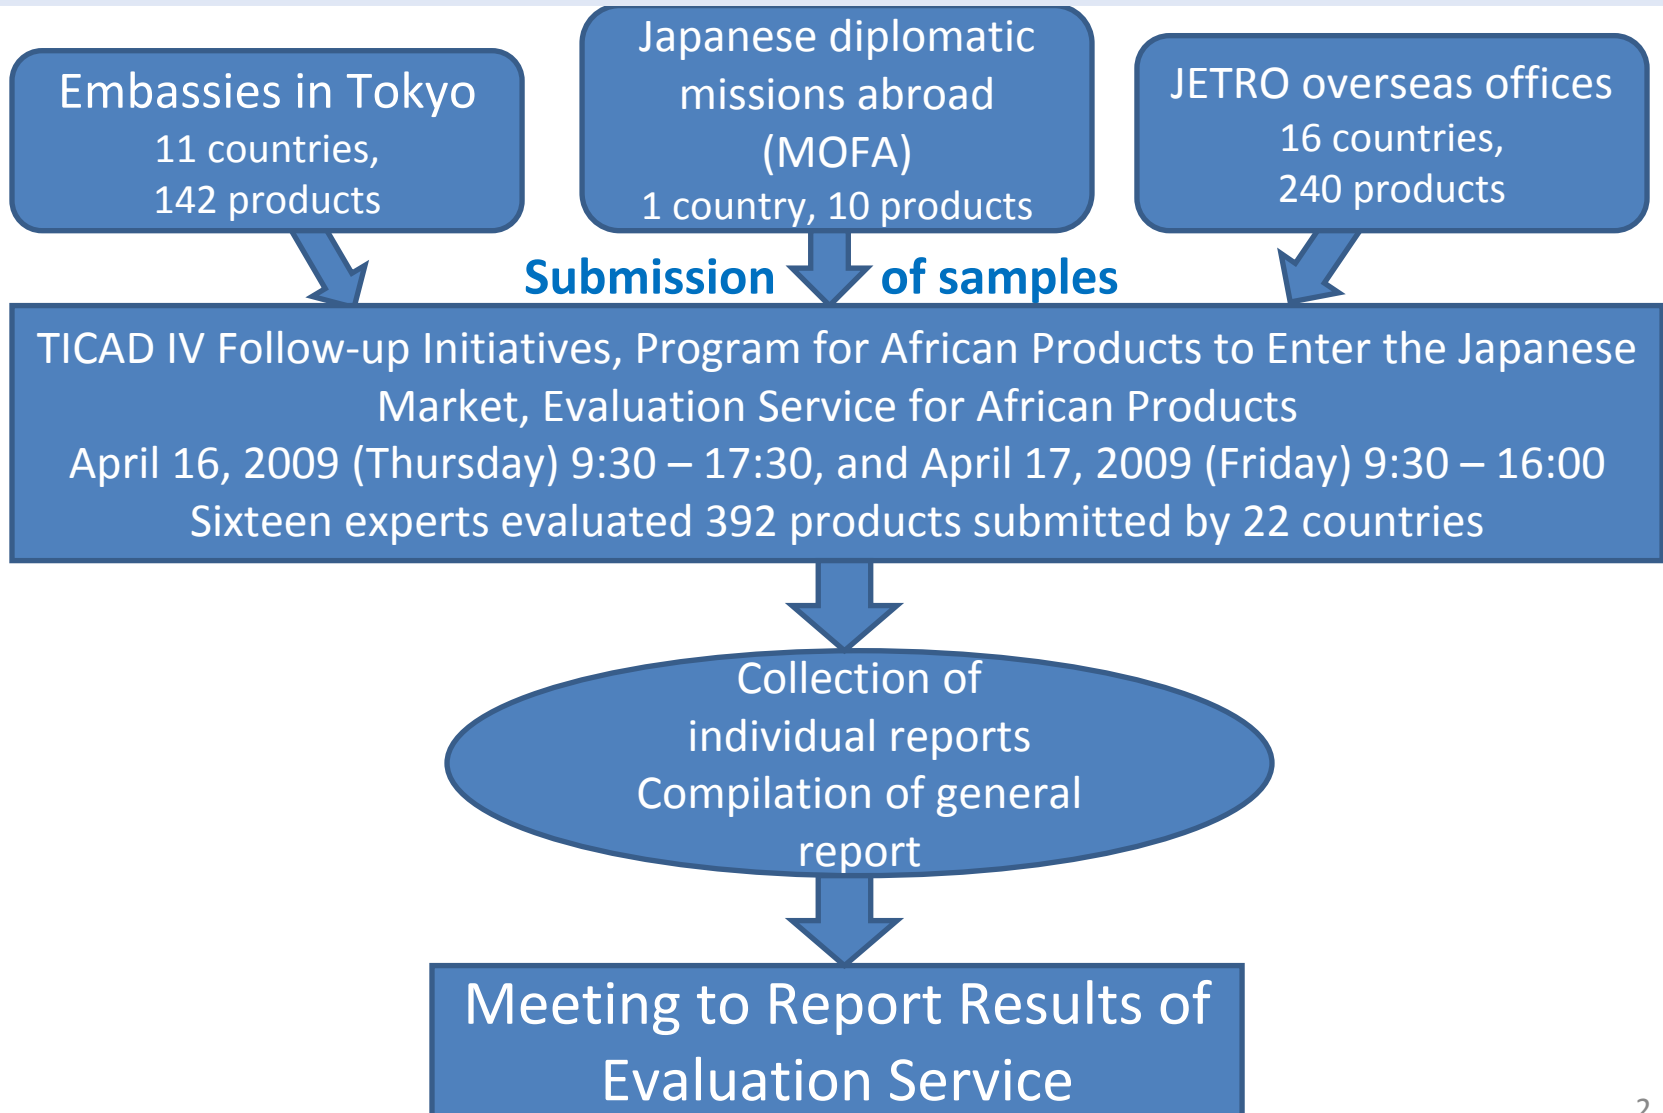 Embassies in Tokyo
11 countries,
142 products
Japanese diplomatic
missions abroad
(MOFA)
1 country, 10 products
JETRO overseas offices
16 countries,
240 products
Submission of samples
TICAD IV Follow-up Initiatives, Program for African Products to Enter the Japanese
Market, Evaluation Service for African Products
April 16, 2009 (Thursday) 9:30 – 17:30, and April 17, 2009 (Friday) 9:30 – 16:00
Sixteen experts evaluated 392 products submitted by 22 countries
Collection of
individual reports
Compilation of general
report
Meeting to Report Results of
Evaluation Service
2